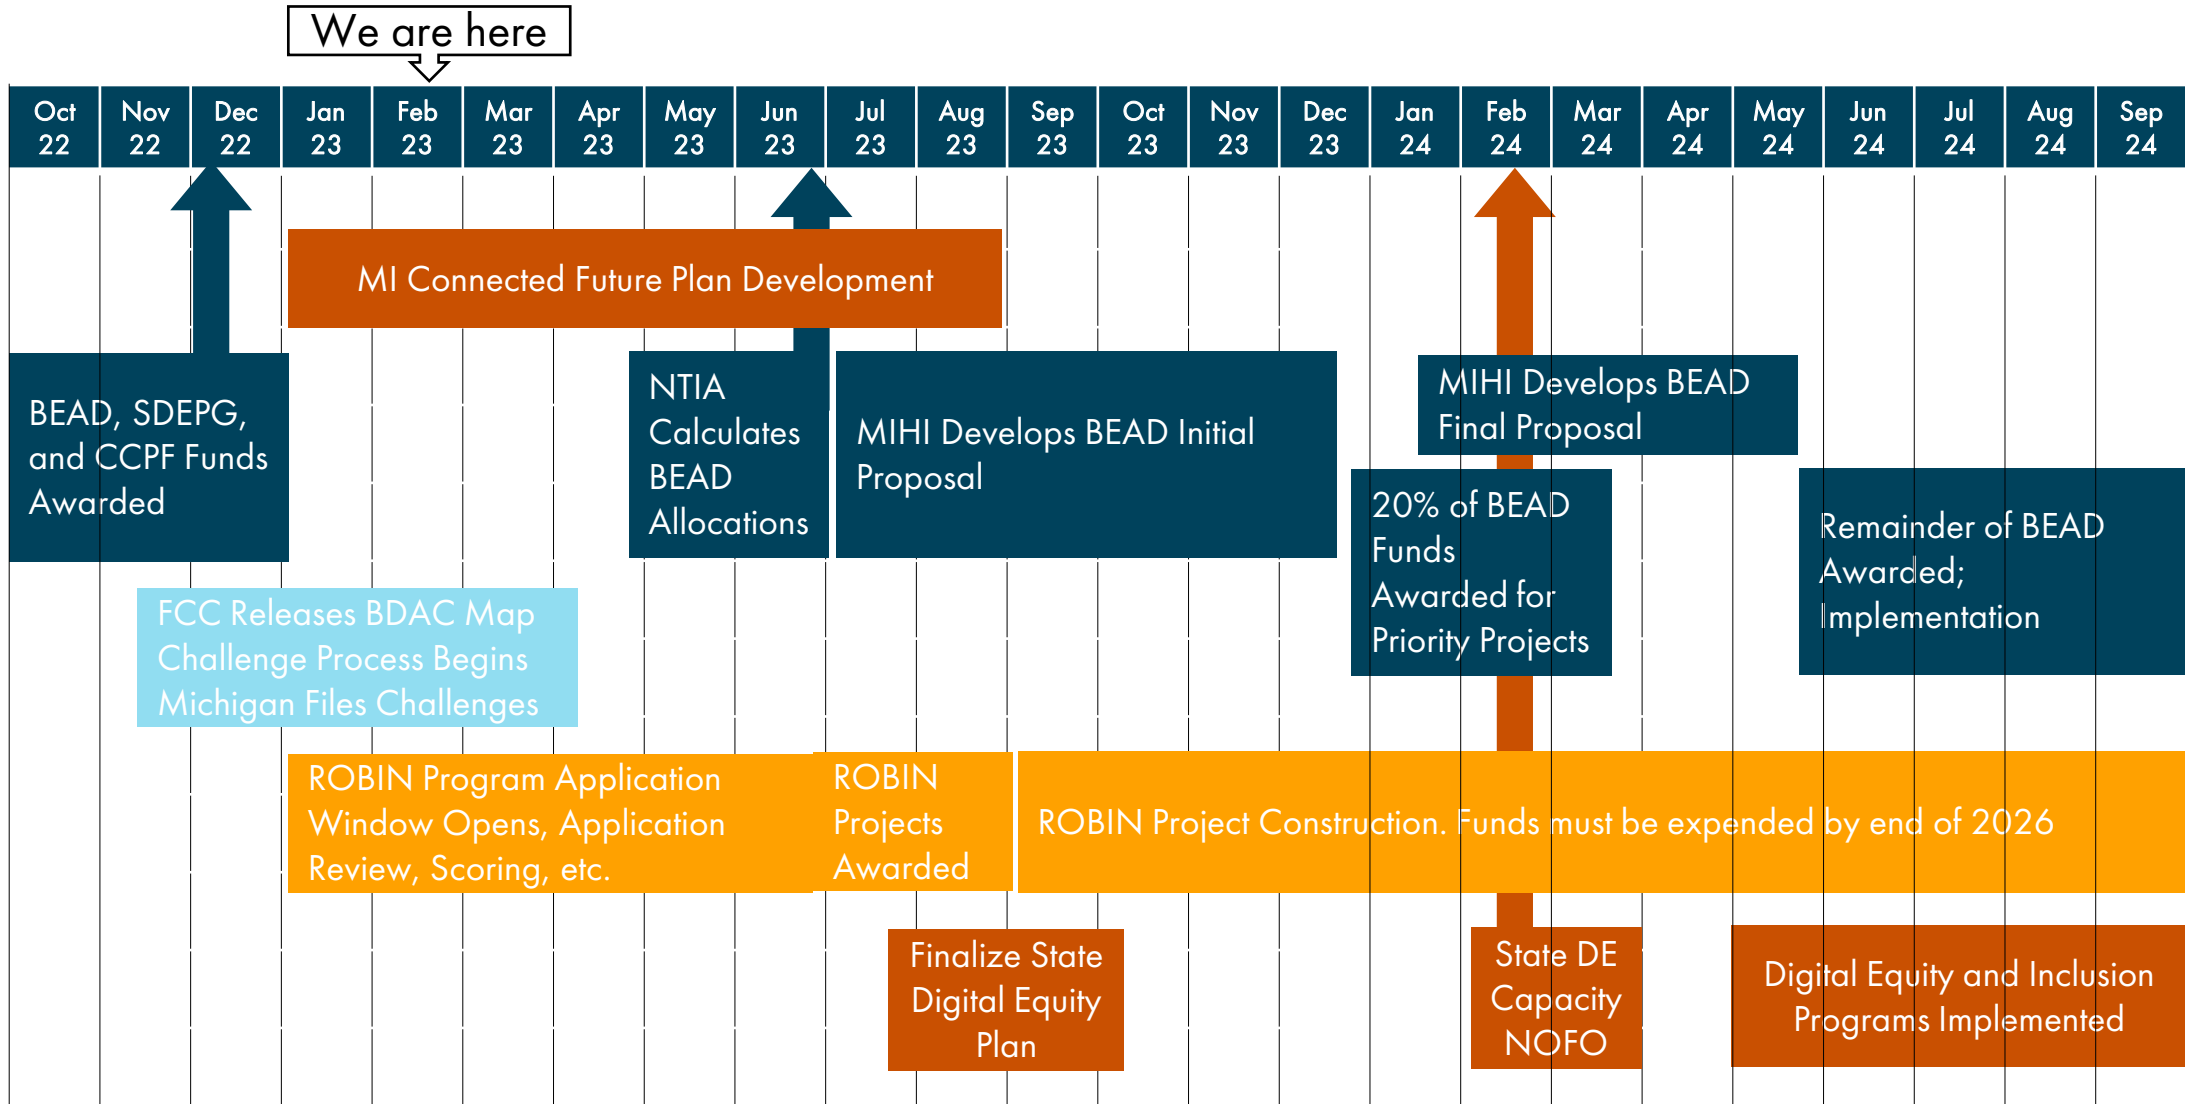 We are here
Oct Nov Dec Jan Feb Mar Apr May Jun Jul Aug Sep Oct Nov Dec Jan Feb Mar Apr May Jun Jul Aug Sep
22 22 22 23 23 23 23 23 23 23 23 23 23 23 23 24 24 24 24 24 24 24 24 24
MI Connected Future Plan Development
BEAD, SDEPG,
and CCPF Funds
Awarded
NTIA
Calculates
BEAD
Allocations
MIHI Develops BEAD Initial
Proposal
MIHI Develops BEAD
Final Proposal
20% of BEAD
Funds
Awarded for
Priority Projects
Remainder of BEAD
Awarded;
Implementation
FCC Releases BDAC Map
Challenge Process Begins
Michigan Files Challenges
ROBIN Program Application
Window Opens, Application
Review, Scoring, etc.
ROBIN
Projects
Awarded
ROBIN Project Construction. Funds must be expended by end of 2026
Finalize State
Digital Equity
Plan
State DE
Capacity
NOFO
Digital Equity and Inclusion
Programs Implemented